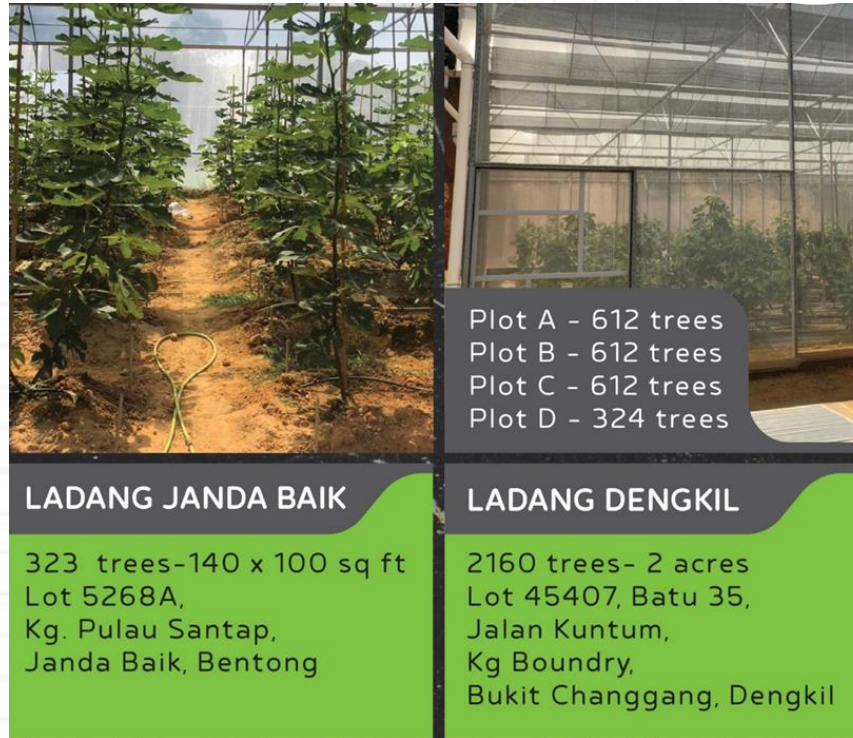 Plot A - 612 trees
Plot B - 612 trees
Plot C - 612 trees
Plot D - 324 trees
LADANG JANDA BAIK
323 trees-140 x 100 sq ft
Lot 5268A,
Kg. Pulau Santap,
Janda Baik, Bentong
LADANG DENGKIL
2160 trees- 2 acres
Lot 45407, Batu 35,
Jalan Kuntum,
Kg Boundry,
Bukit Changgang, Dengkil